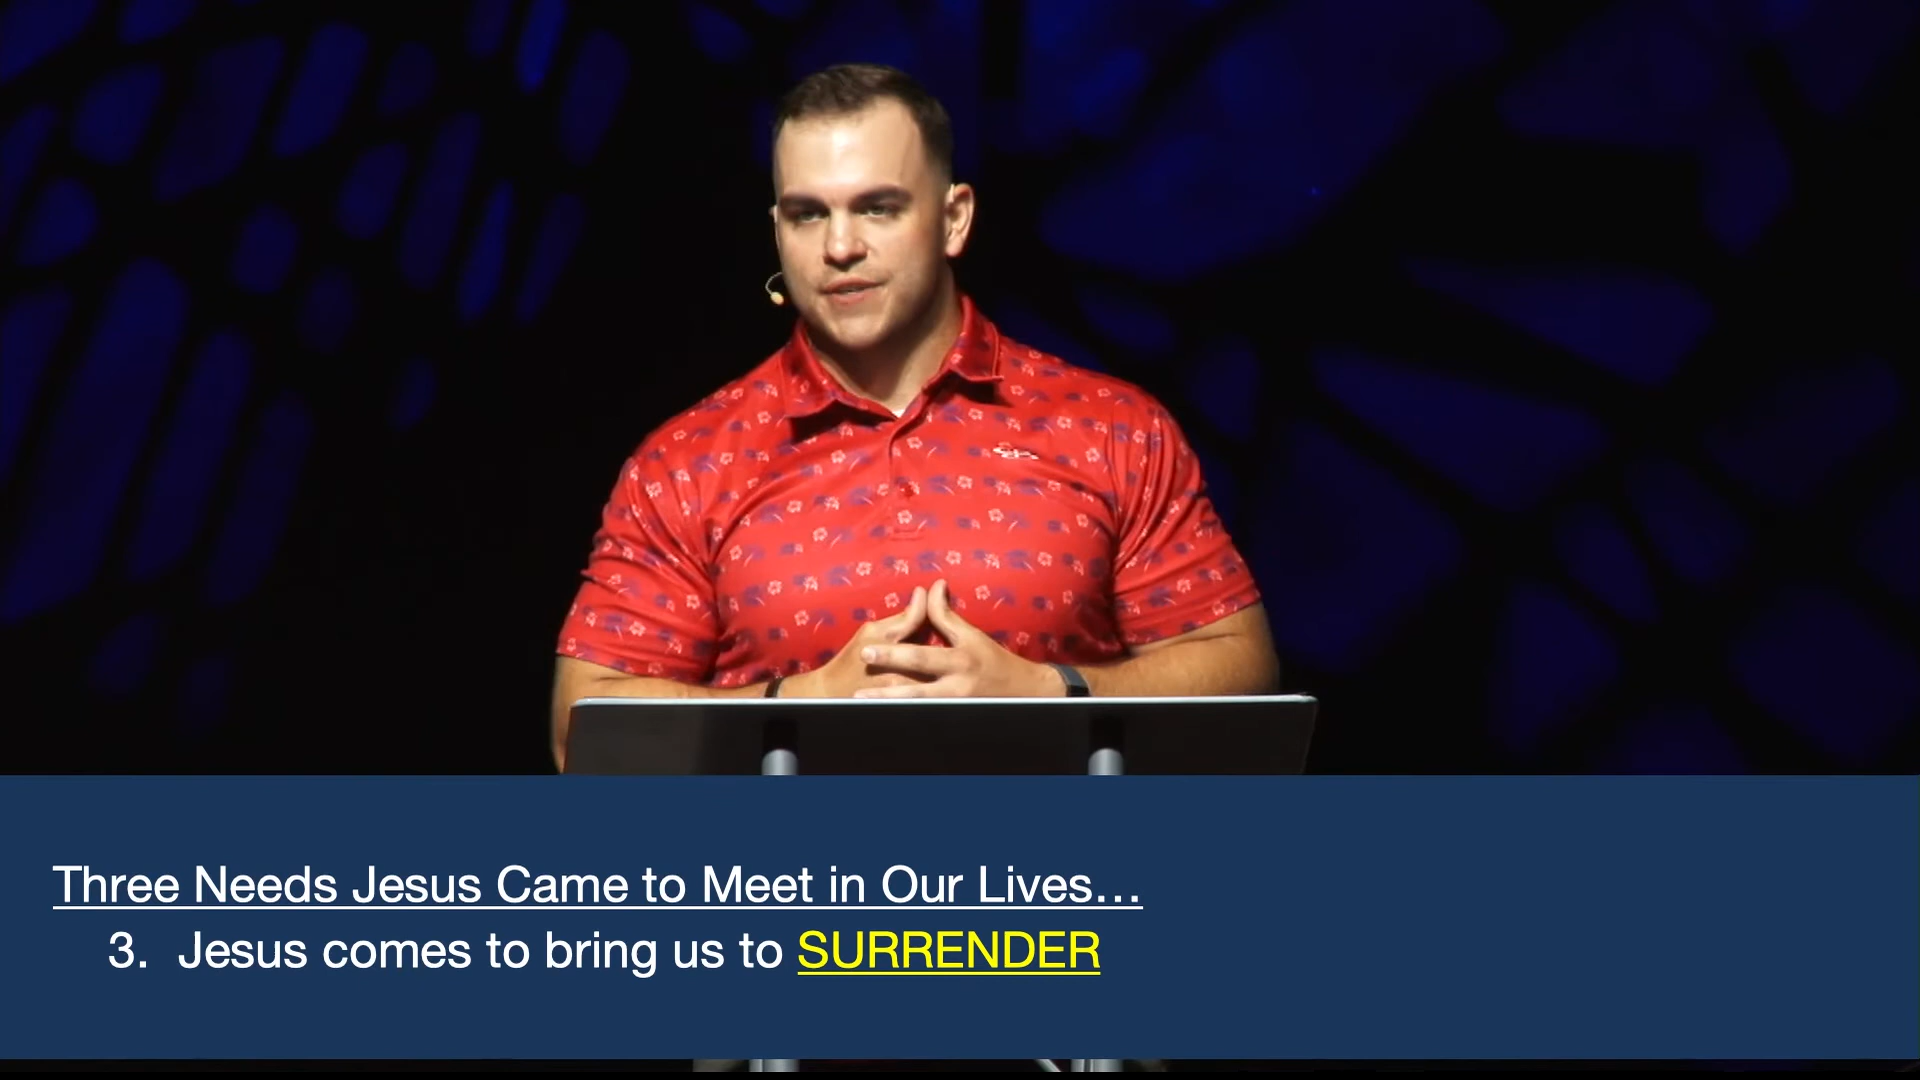 Three Needs Jesus Came to Meet in Our Lives…
3. Jesus comes to bring us to SURRENDER